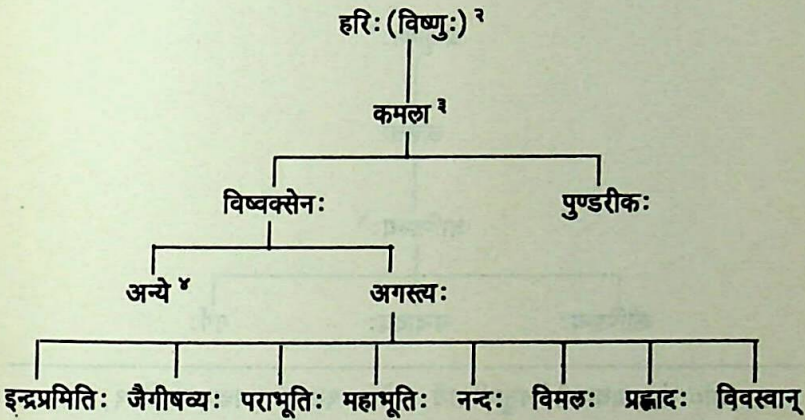 हरिः (विष्णुः) २
कमला ३
विष्वक्सेनः पुण्डरीकः
अन्ये ४ अगस्त्यः
इन्द्रप्रमितिः जैगीषव्यः पराभूतिः महाभूतिः नन्दः विमलः प्रह्लादः विवस्वान्